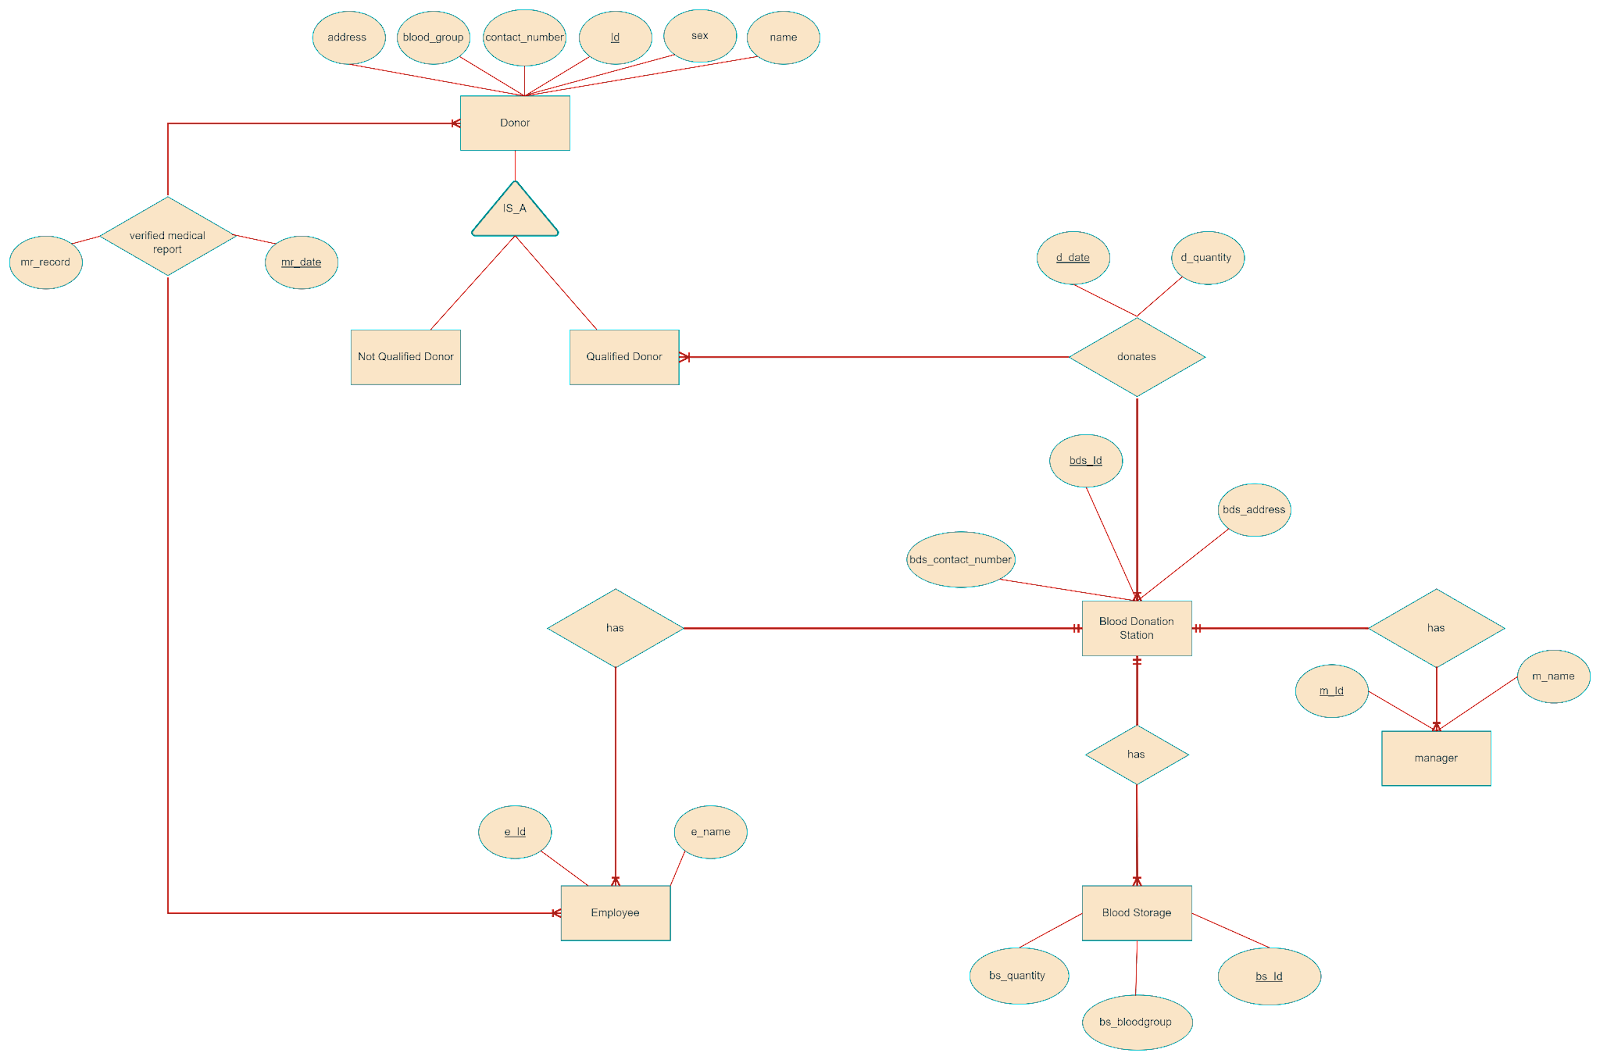 address
blood_group
contact_number
Id
sex
name
Donor
IS_A
verified medical
report
mr_record
mr_date
d_date
d_quantity
Not Qualified Donor
Qualified Donor
donates
bds_Id
bds_address
bds_contact_number
has
Blood Donation
Station
has
m_Id
m_name
has
manager
e_Id
e_name
Employee
Blood Storage
bs_quantity
bs_Id
bs_bloodgroup